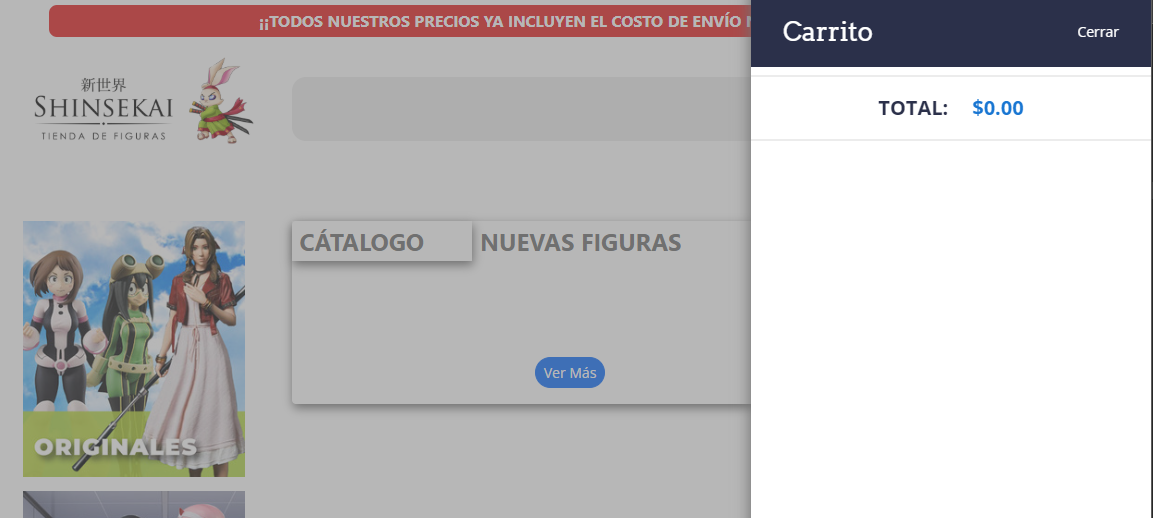 ¡¡TODOS NUESTROS PRECIOS YA INCLUYEN EL COSTO DE ENVÍO
Carrito
Cerrar
新世界
SHINSEKAI
TIENDA DE FIGURAS
TOTAL: $0.00
CÁTALOGO NUEVAS FIGURAS
Ver Más
ORIGINALES